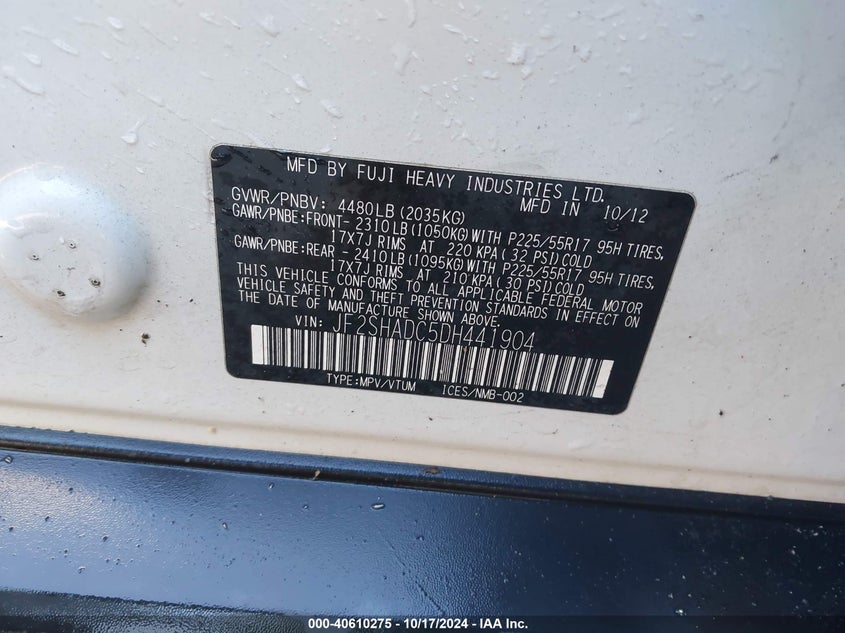 MFD BY FUJI HEAVY INDUSTRIES LTD.
GVWR/PNBV: 4480LB (2035KG) MFD IN 10/12
GAWR/PNBE:FRONT- 2310LB(1050KG)WITH P225/55R17 95H TIRES,
17X7J RIMS AT 220 KPA( 32 PSI)COLD
GAWR/PNBE:REAR - 2410LB(1095KG)WITH P225/55R17 95H TIRES,
17X7J RIMS AT 210 KPA( 30 PSI)COLD
THIS VEHICLE CONFORMS TO ALL APPLICABLE FEDERAL MOTOR
VEHICLE SAFETY AND THEFT PREVENTION STANDARDS IN EFFECT ON
THE DATE OF MANUFACTURE SHOWN ABOVE.
VIN: JF2SHADC5DH441904
TYPE:MPV/VTUM ICES/NMB-002
000-40610275 - 10/17/2024 - IAA Inc.